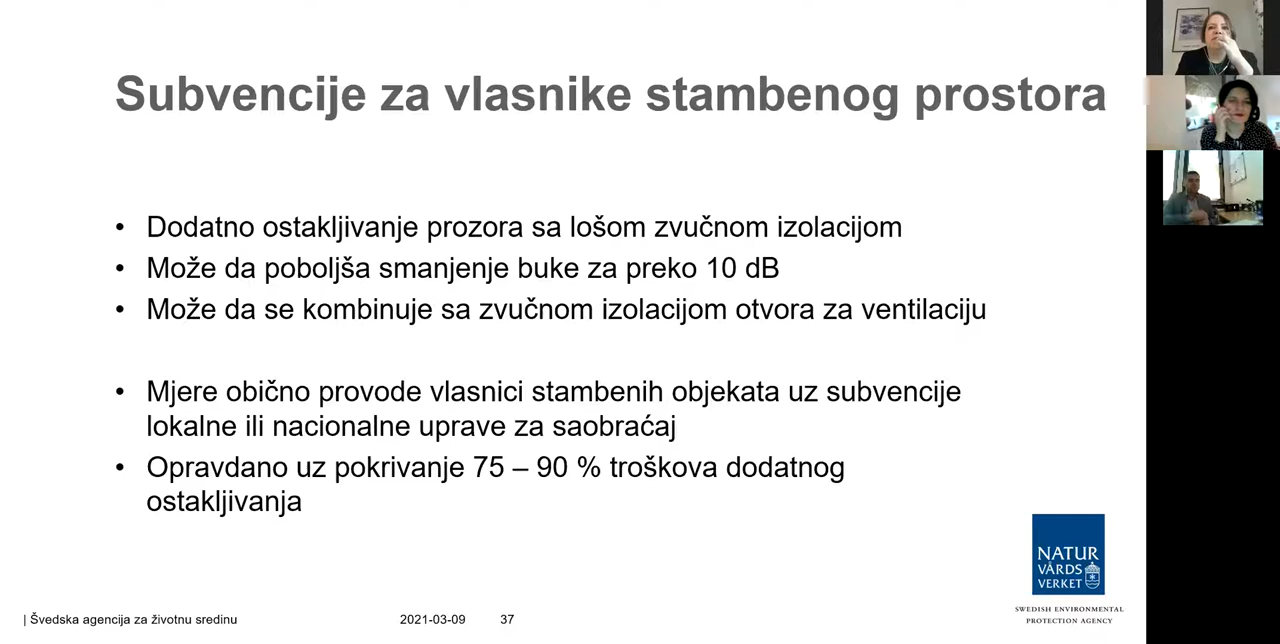 Subvencije za vlasnike stambenog prostora
• Dodatno ostakljivanje prozora sa lošom zvučnom izolacijom
• Može da poboljša smanjenje buke za preko 10 dB
• Može da se kombinuje sa zvučnom izolacijom otvora za ventilaciju
• Mjere obično provode vlasnici stambenih objekata uz subvencije
lokalne ili nacionalne uprave za saobraćaj
• Opravdano uz pokrivanje 75 – 90 % troškova dodatnog
ostakljivanja
NATUR
VÅRDS
VERKET
SWEDISH ENVIRONMENTAL
PROTECTION AGENCY
| Švedska agencija za životnu sredinu 2021-03-09 37